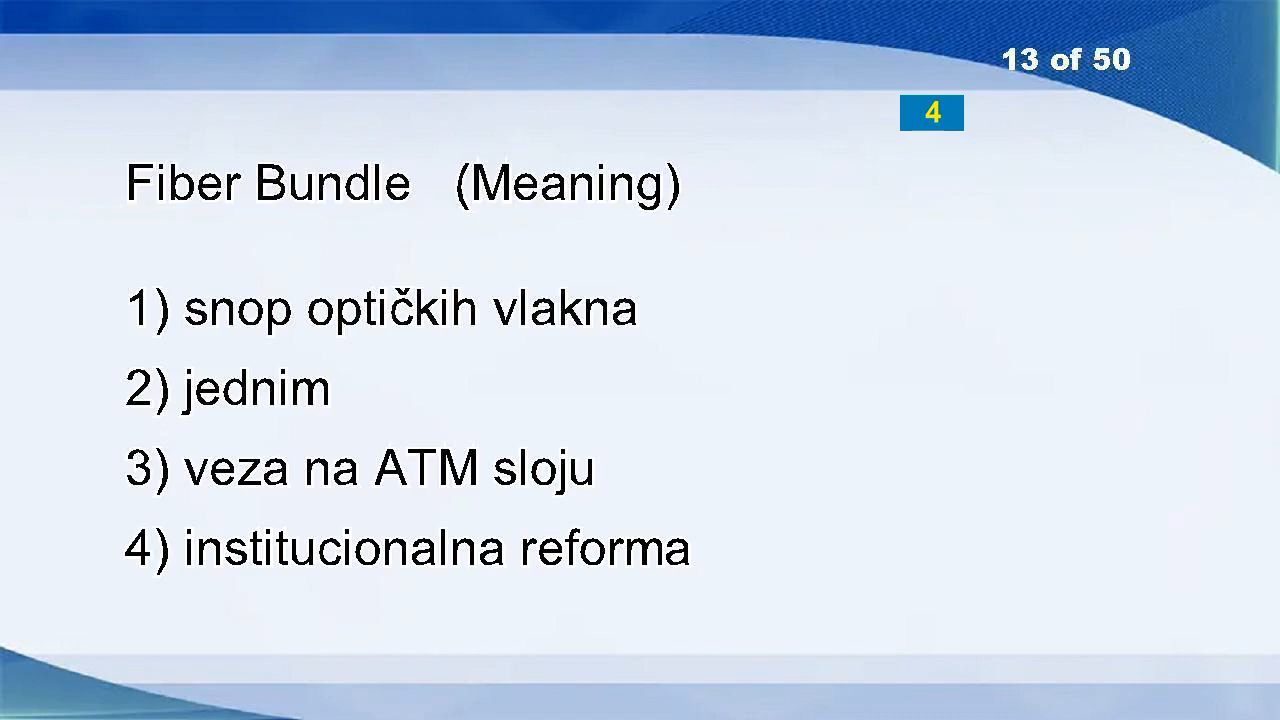 13 of 50
4
Fiber Bundle (Meaning)
1) snop optičkih vlakna
2) jednim
3) veza na ATM sloju
4) institucionalna reforma